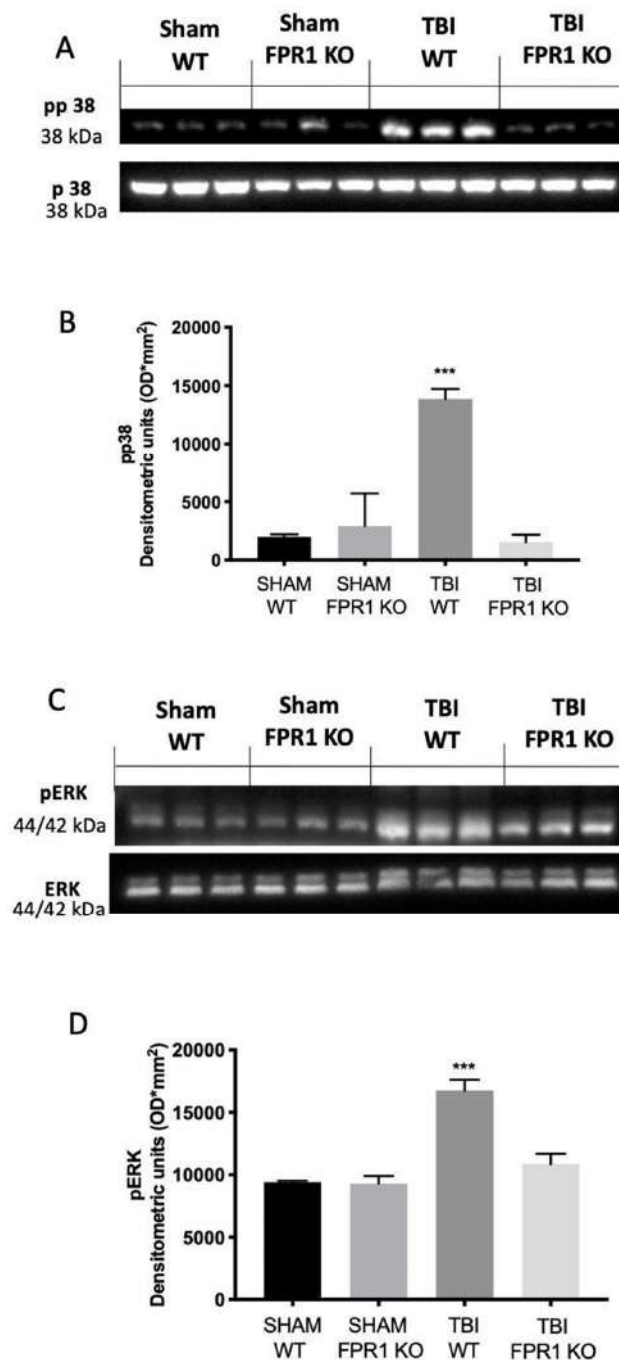 A
Sham
WT
Sham
FPR1 KO
TBI
WT
TBI
FPR1 KO
pp 38
38 kDa
p 38
38 kDa
B
pp38
Densitometric units (OD*mm²)
20000
15000
10000
5000
0
***
SHAM
WT
SHAM
FPR1 KO
TBI
WT
TBI
FPR1 KO
C
Sham
WT
Sham
FPR1 KO
TBI
WT
TBI
FPR1 KO
pERK
44/42 kDa
ERK
44/42 kDa
D
pERK
Densitometric units (OD*mm²)
20000
15000
10000
5000
0
***
SHAM
WT
SHAM
FPR1 KO
TBI
WT
TBI
FPR1 KO